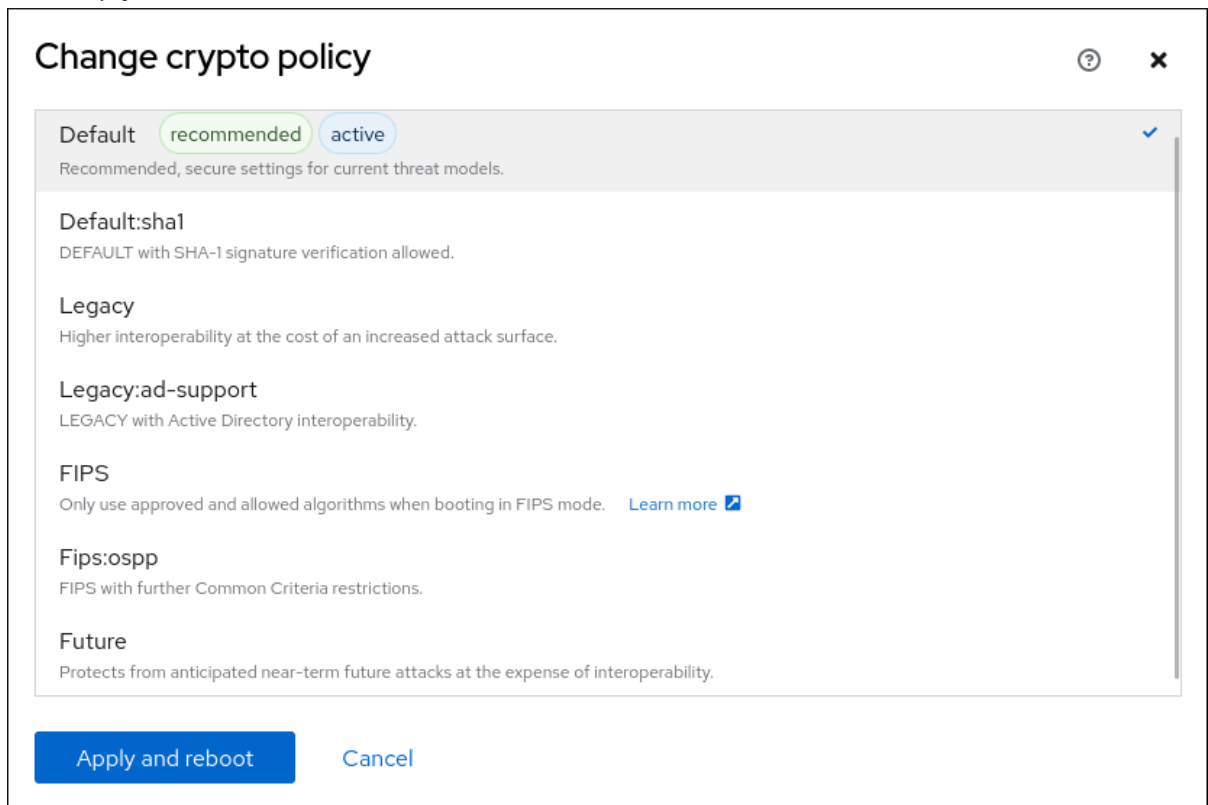 Change crypto policy
Default recommended active
Recommended, secure settings for current threat models.
Default:sha1
DEFAULT with SHA-1 signature verification allowed.
Legacy
Higher interoperability at the cost of an increased attack surface.
Legacy:ad-support
LEGACY with Active Directory interoperability.
FIPS
Only use approved and allowed algorithms when booting in FIPS mode. Learn more
Fips:ospp
FIPS with further Common Criteria restrictions.
Future
Protects from anticipated near-term future attacks at the expense of interoperability.
Apply and reboot Cancel